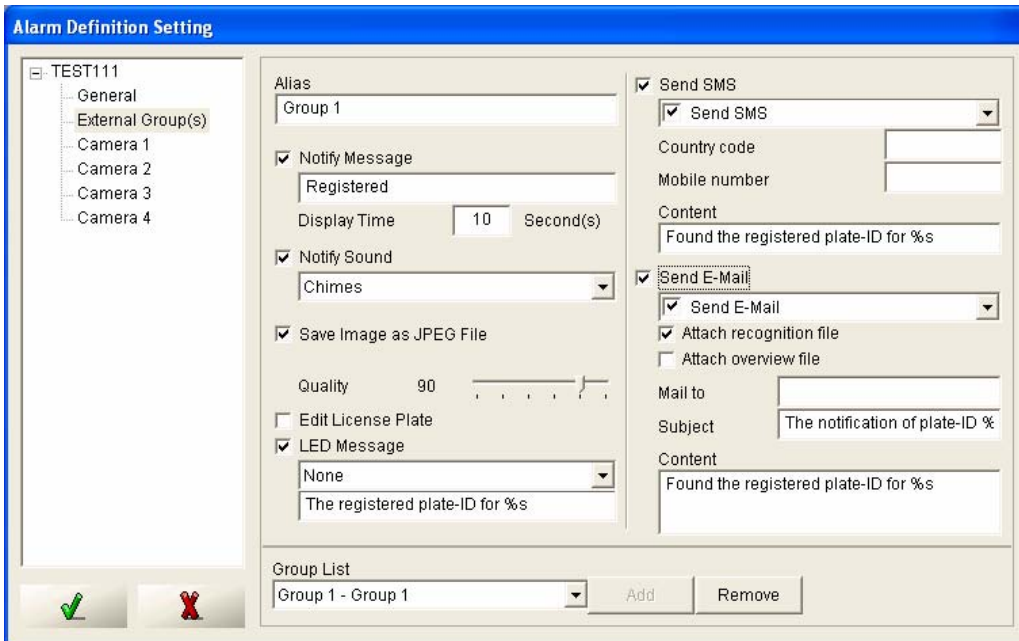 Alarm Definition Setting
TEST111
General
External Group(s)
Camera 1
Camera 2
Camera 3
Camera 4
Alias
Group 1
Notify Message
Registered
Display Time 10 Second(s)
Notify Sound
Chimes
Save Image as JPEG File
Quality 90
Edit License Plate
LED Message
None
The registered plate-ID for %s
Send SMS
Send SMS
Country code
Mobile number
Content
Found the registered plate-ID for %s
Send E-Mail
Send E-Mail
Attach recognition file
Attach overview file
Mail to
Subject The notification of plate-ID %
Content
Found the registered plate-ID for %s
Group List
Group 1 - Group 1 Add Remove